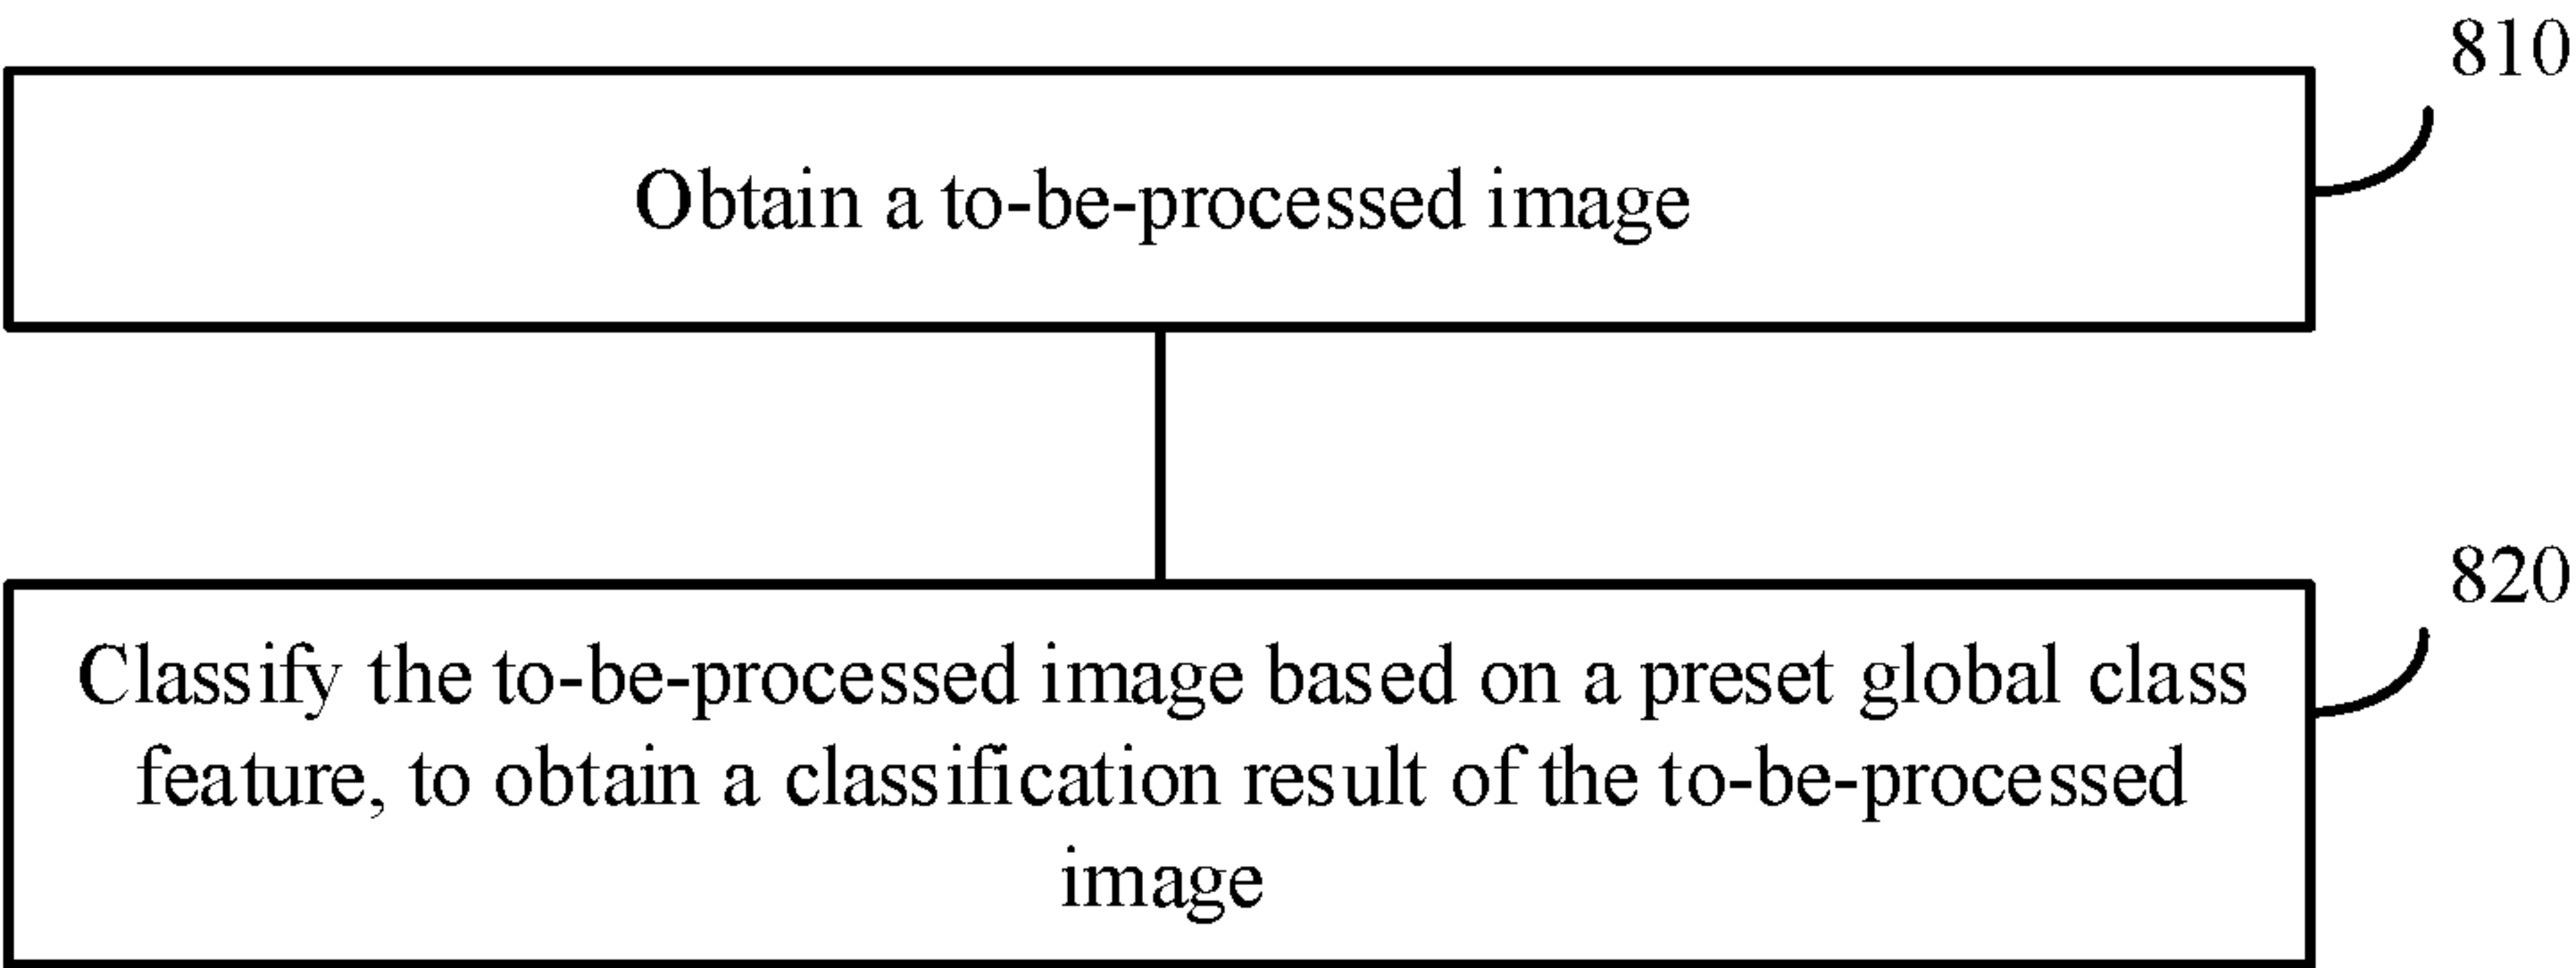 810
Obtain a to-be-processed image
820
Classify the to-be-processed image based on a preset global class
feature, to obtain a classification result of the to-be-processed
image